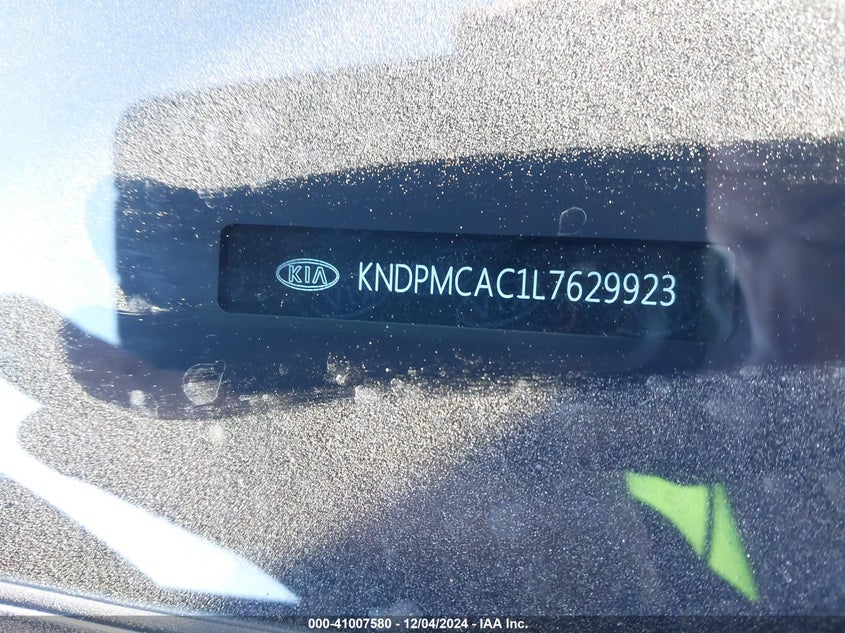 KIA KNDPMCAC1L7629923
000-41007580 - 12/04/2024 - IAA Inc.